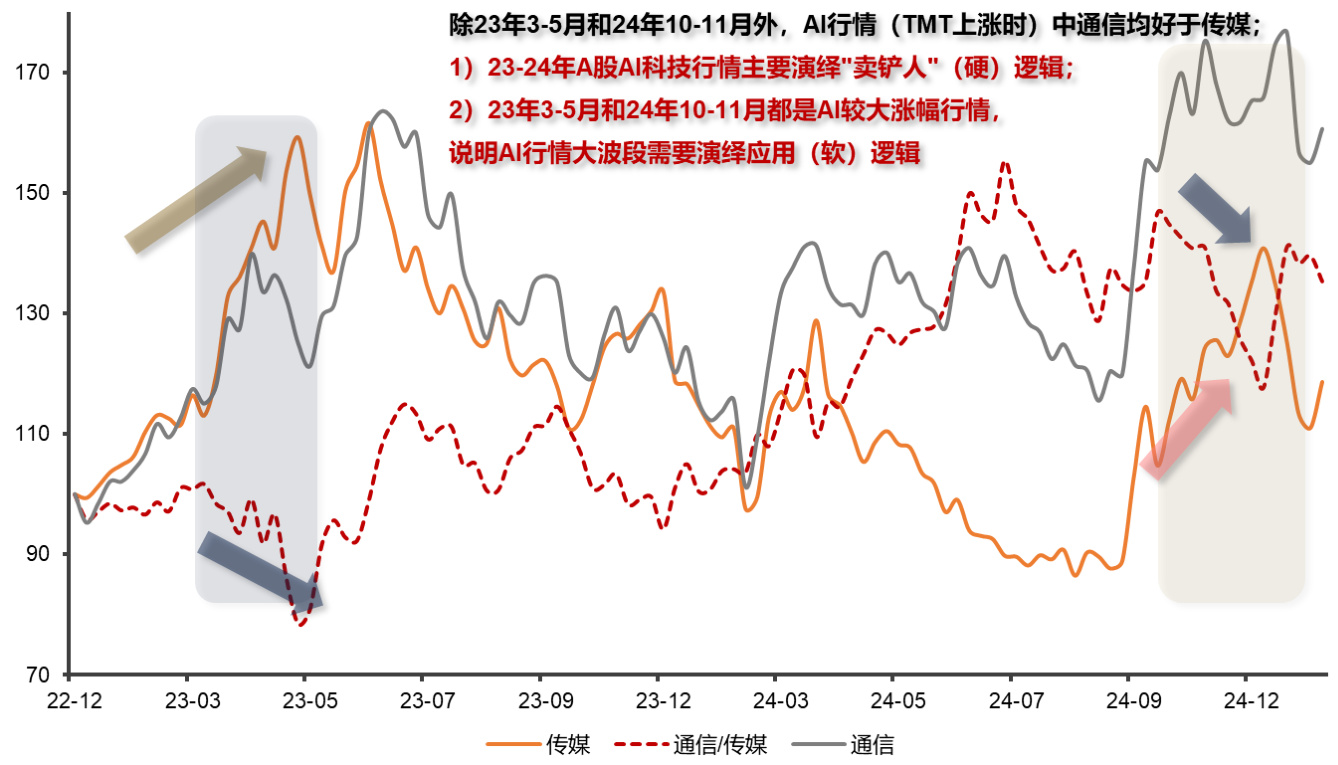 除23年3-5月和24年10-11月外，AI行情（TMT上涨时）中通信均好于传媒；
1）23-24年A股AI科技行情主要演绎"卖铲人"（硬）逻辑；
2）23年3-5月和24年10-11月都是AI较大涨幅行情，
说明AI行情大波段需要演绎应用（软）逻辑
170
150
130
110
90
70
22-12 23-03 23-05 23-07 23-09 23-12 24-03 24-05 24-07 24-09 24-12
传媒 通信/传媒 通信